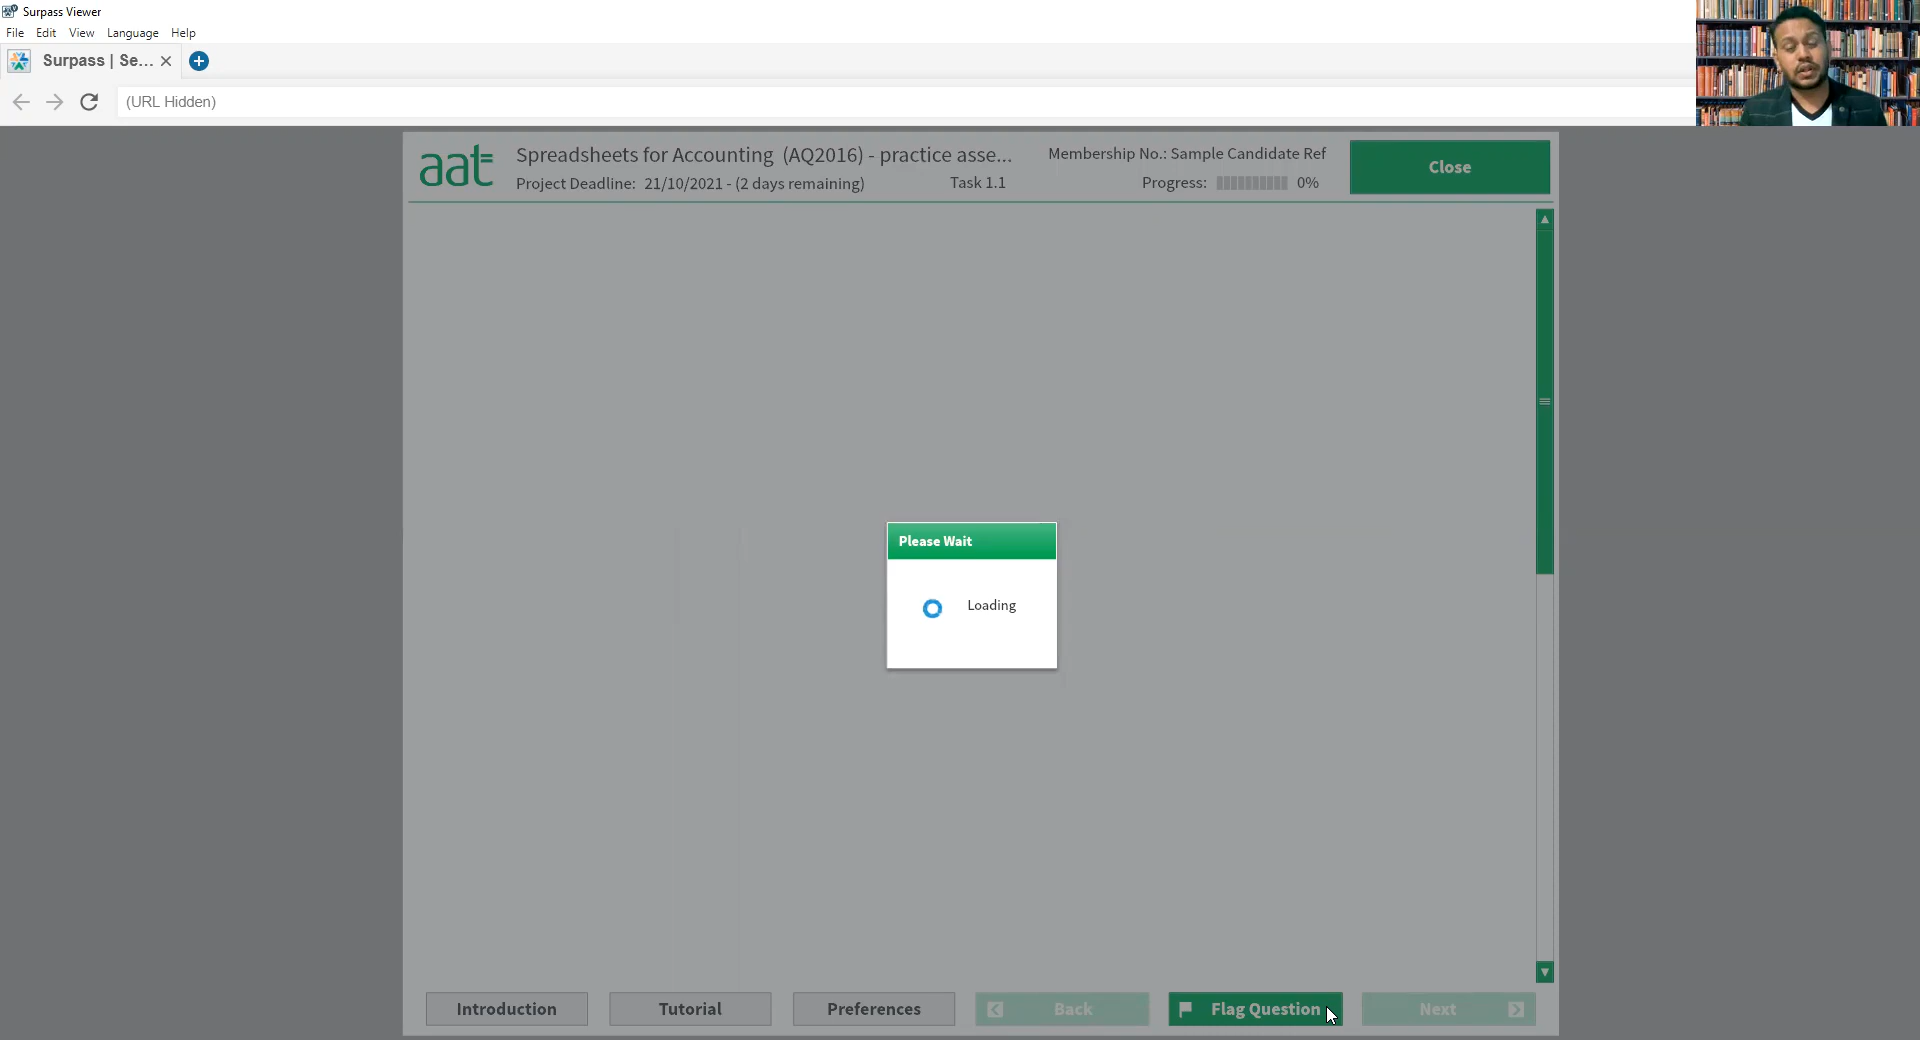 Surpass Viewer
File Edit View Language Help
Surpass | Se...
(URL Hidden)
aat
Spreadsheets for Accounting (AQ2016) - practice asse...
Membership No.: Sample Candidate Ref
Close
Project Deadline: 21/10/2021 - (2 days remaining)
Task 1.1
Progress: 0%
Please Wait
Loading
Introduction
Tutorial
Preferences
Back
Flag Question
Next